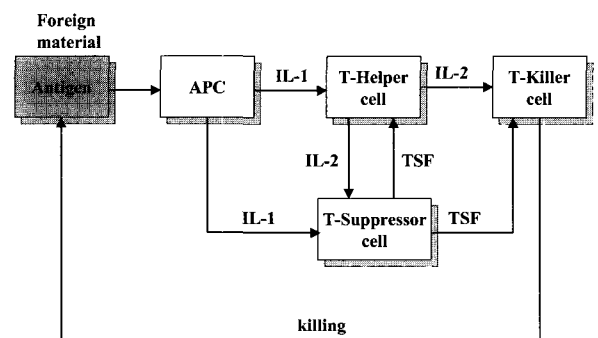 Foreign
material
Antigen
APC
IL-1
T-Helper
cell
IL-2
T-Killer
cell
IL-2
TSF
IL-1
T-Suppressor
cell
TSF
killing